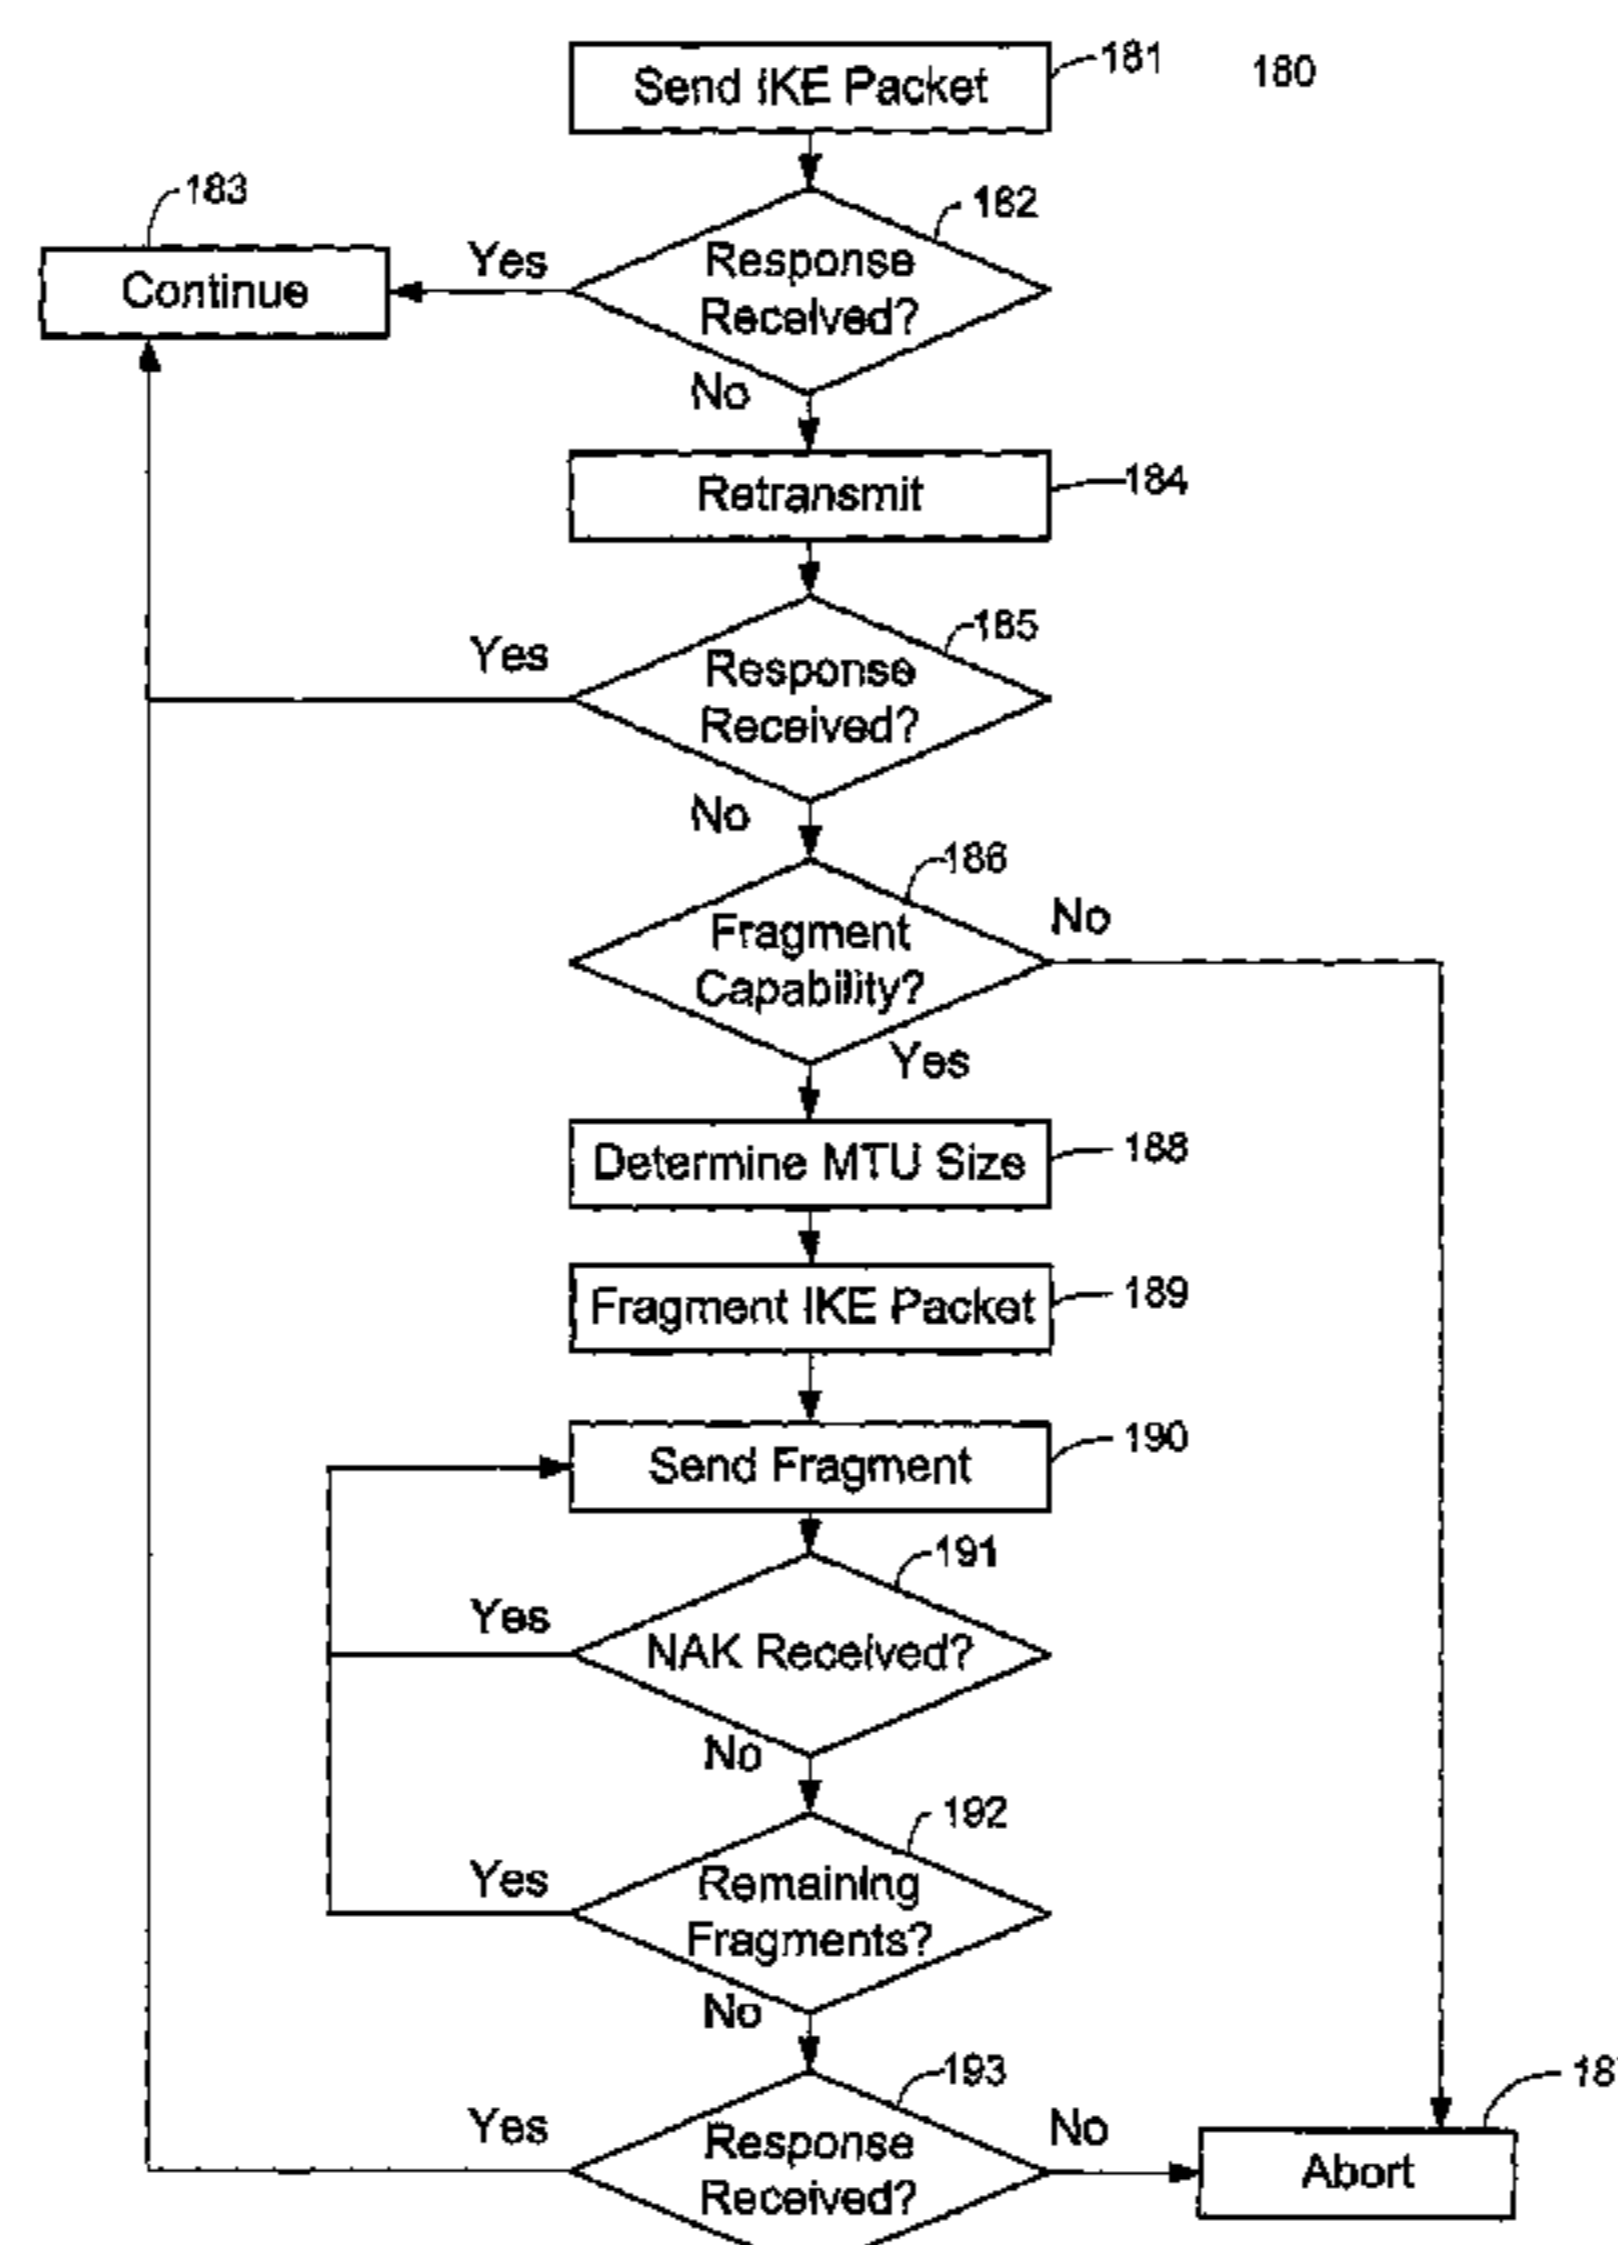 Send IKE Packet
181
180
183
182
Continue
Yes
Response
Received?
No
Retransmit
184
185
Yes
Response
Received?
No
186
Fragment
Capability?
No
Yes
Determine MTU Size
188
Fragment IKE Packet
189
Send Fragment
190
191
Yes
NAK Received?
No
192
Yes
Remaining
Fragments?
No
193
Yes
Response
Received?
No
Abort